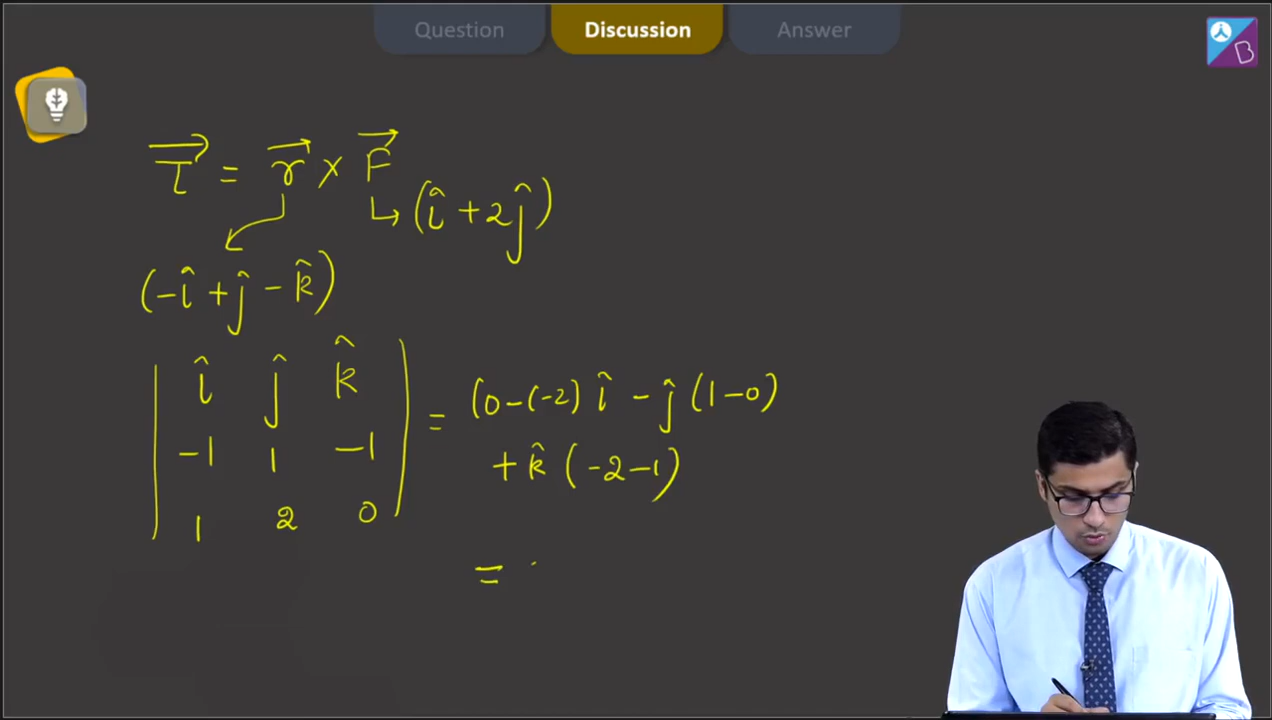 Question Discussion Answer
B
τ⃗ = r⃗ × F⃗
(î + 2ĵ)
(-î + ĵ - k̂)
| î ĵ k̂ |
| -1 1 -1 | = (0-(-2) î - ĵ (1-0)
| 1 2 0 | + k̂ (-2-1)
=